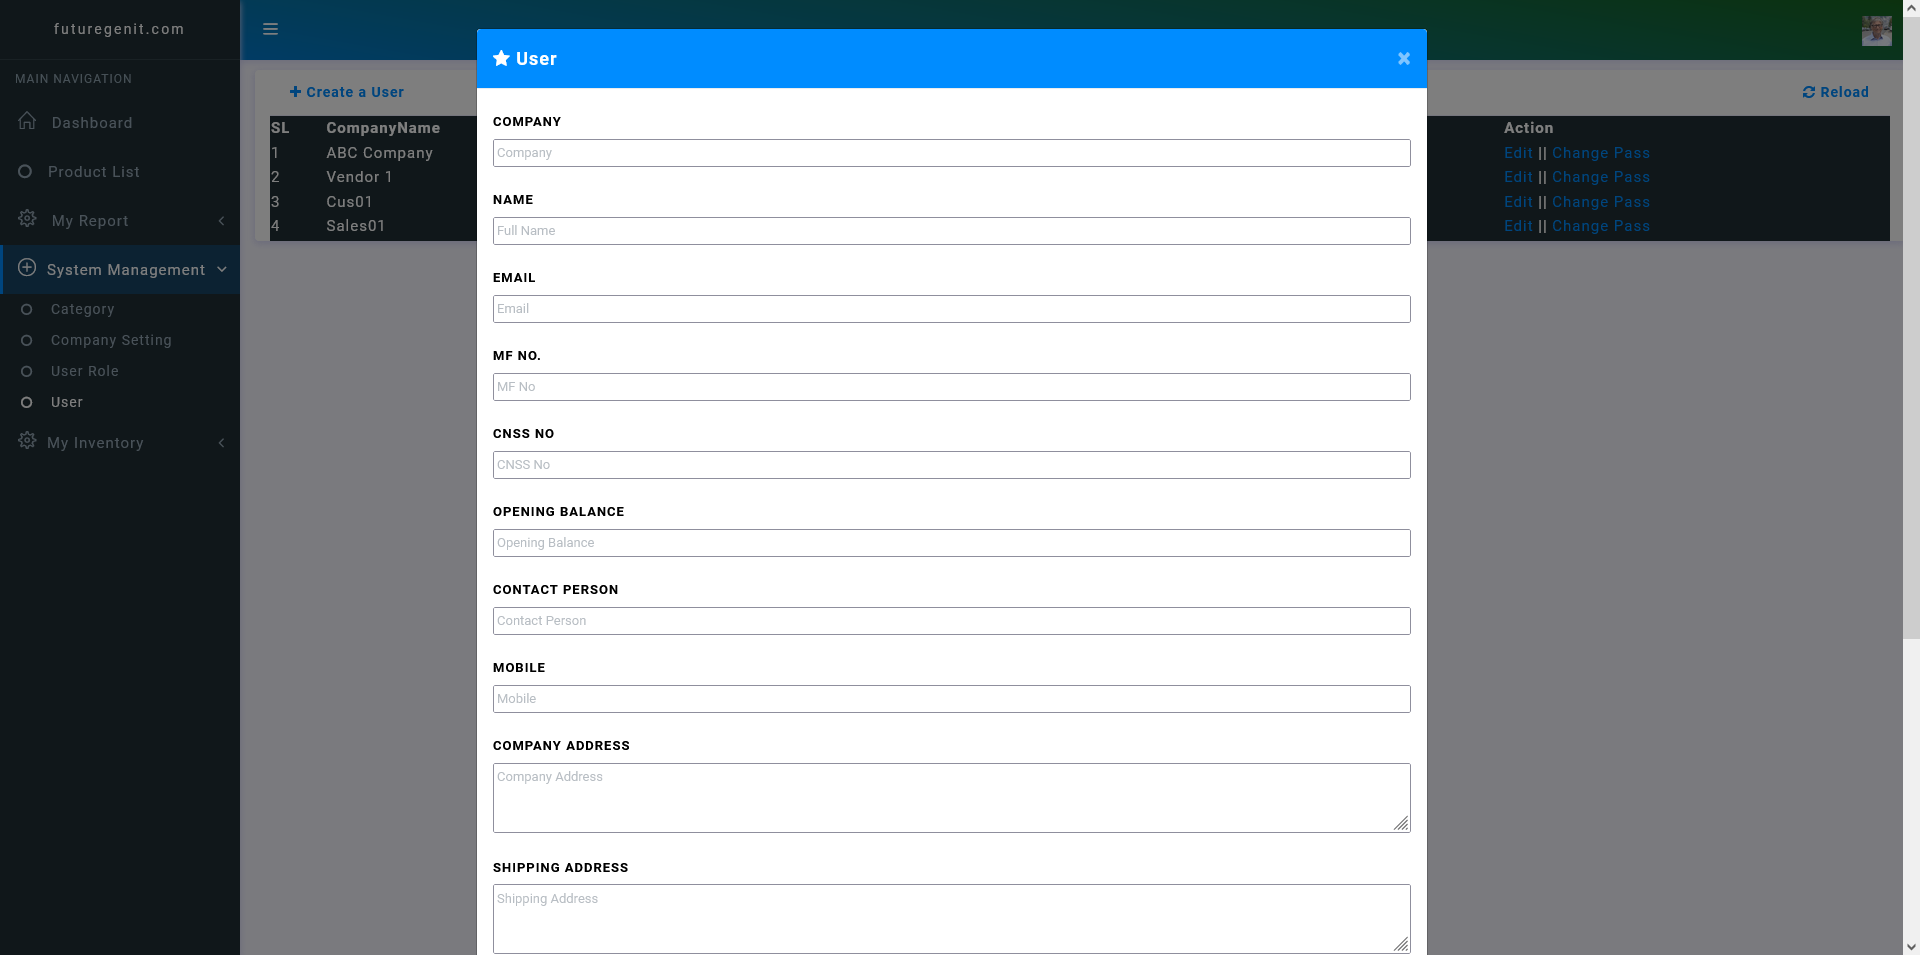 futuregenit.com
MAIN NAVIGATION
Dashboard
Product List
My Report
System Management
Category
Company Setting
User Role
User
My Inventory
Create a User
Reload
SL CompanyName Action
1 ABC Company Edit || Change Pass
2 Vendor 1 Edit || Change Pass
3 Cus01 Edit || Change Pass
4 Sales01 Edit || Change Pass
User
COMPANY
Company
NAME
Full Name
EMAIL
Email
MF NO.
MF No
CNSS NO
CNSS No
OPENING BALANCE
Opening Balance
CONTACT PERSON
Contact Person
MOBILE
Mobile
COMPANY ADDRESS
Company Address
SHIPPING ADDRESS
Shipping Address